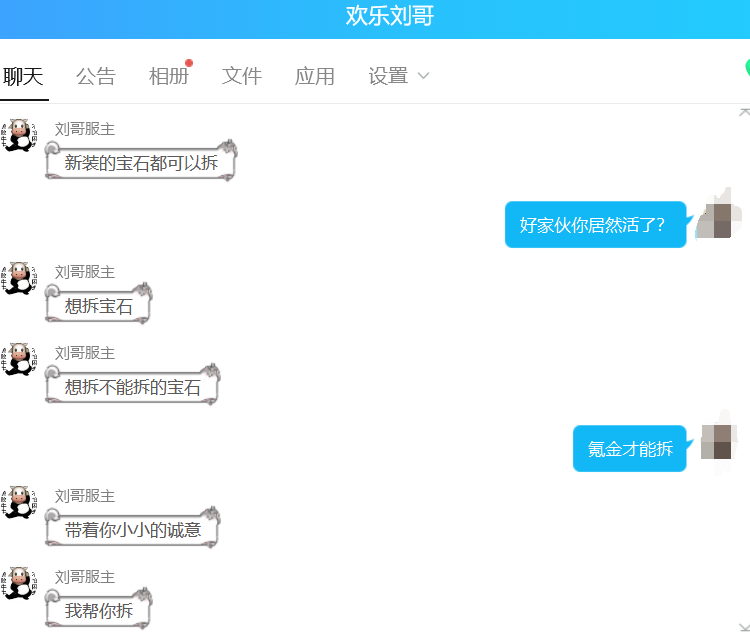 欢乐刘哥
聊天 公告 相册 文件 应用 设置
刘哥服主
新装的宝石都可以拆
好家伙你居然活了?
刘哥服主
想拆宝石
刘哥服主
想拆不能拆的宝石
氪金才能拆
刘哥服主
带着你小小的诚意
刘哥服主
我帮你拆